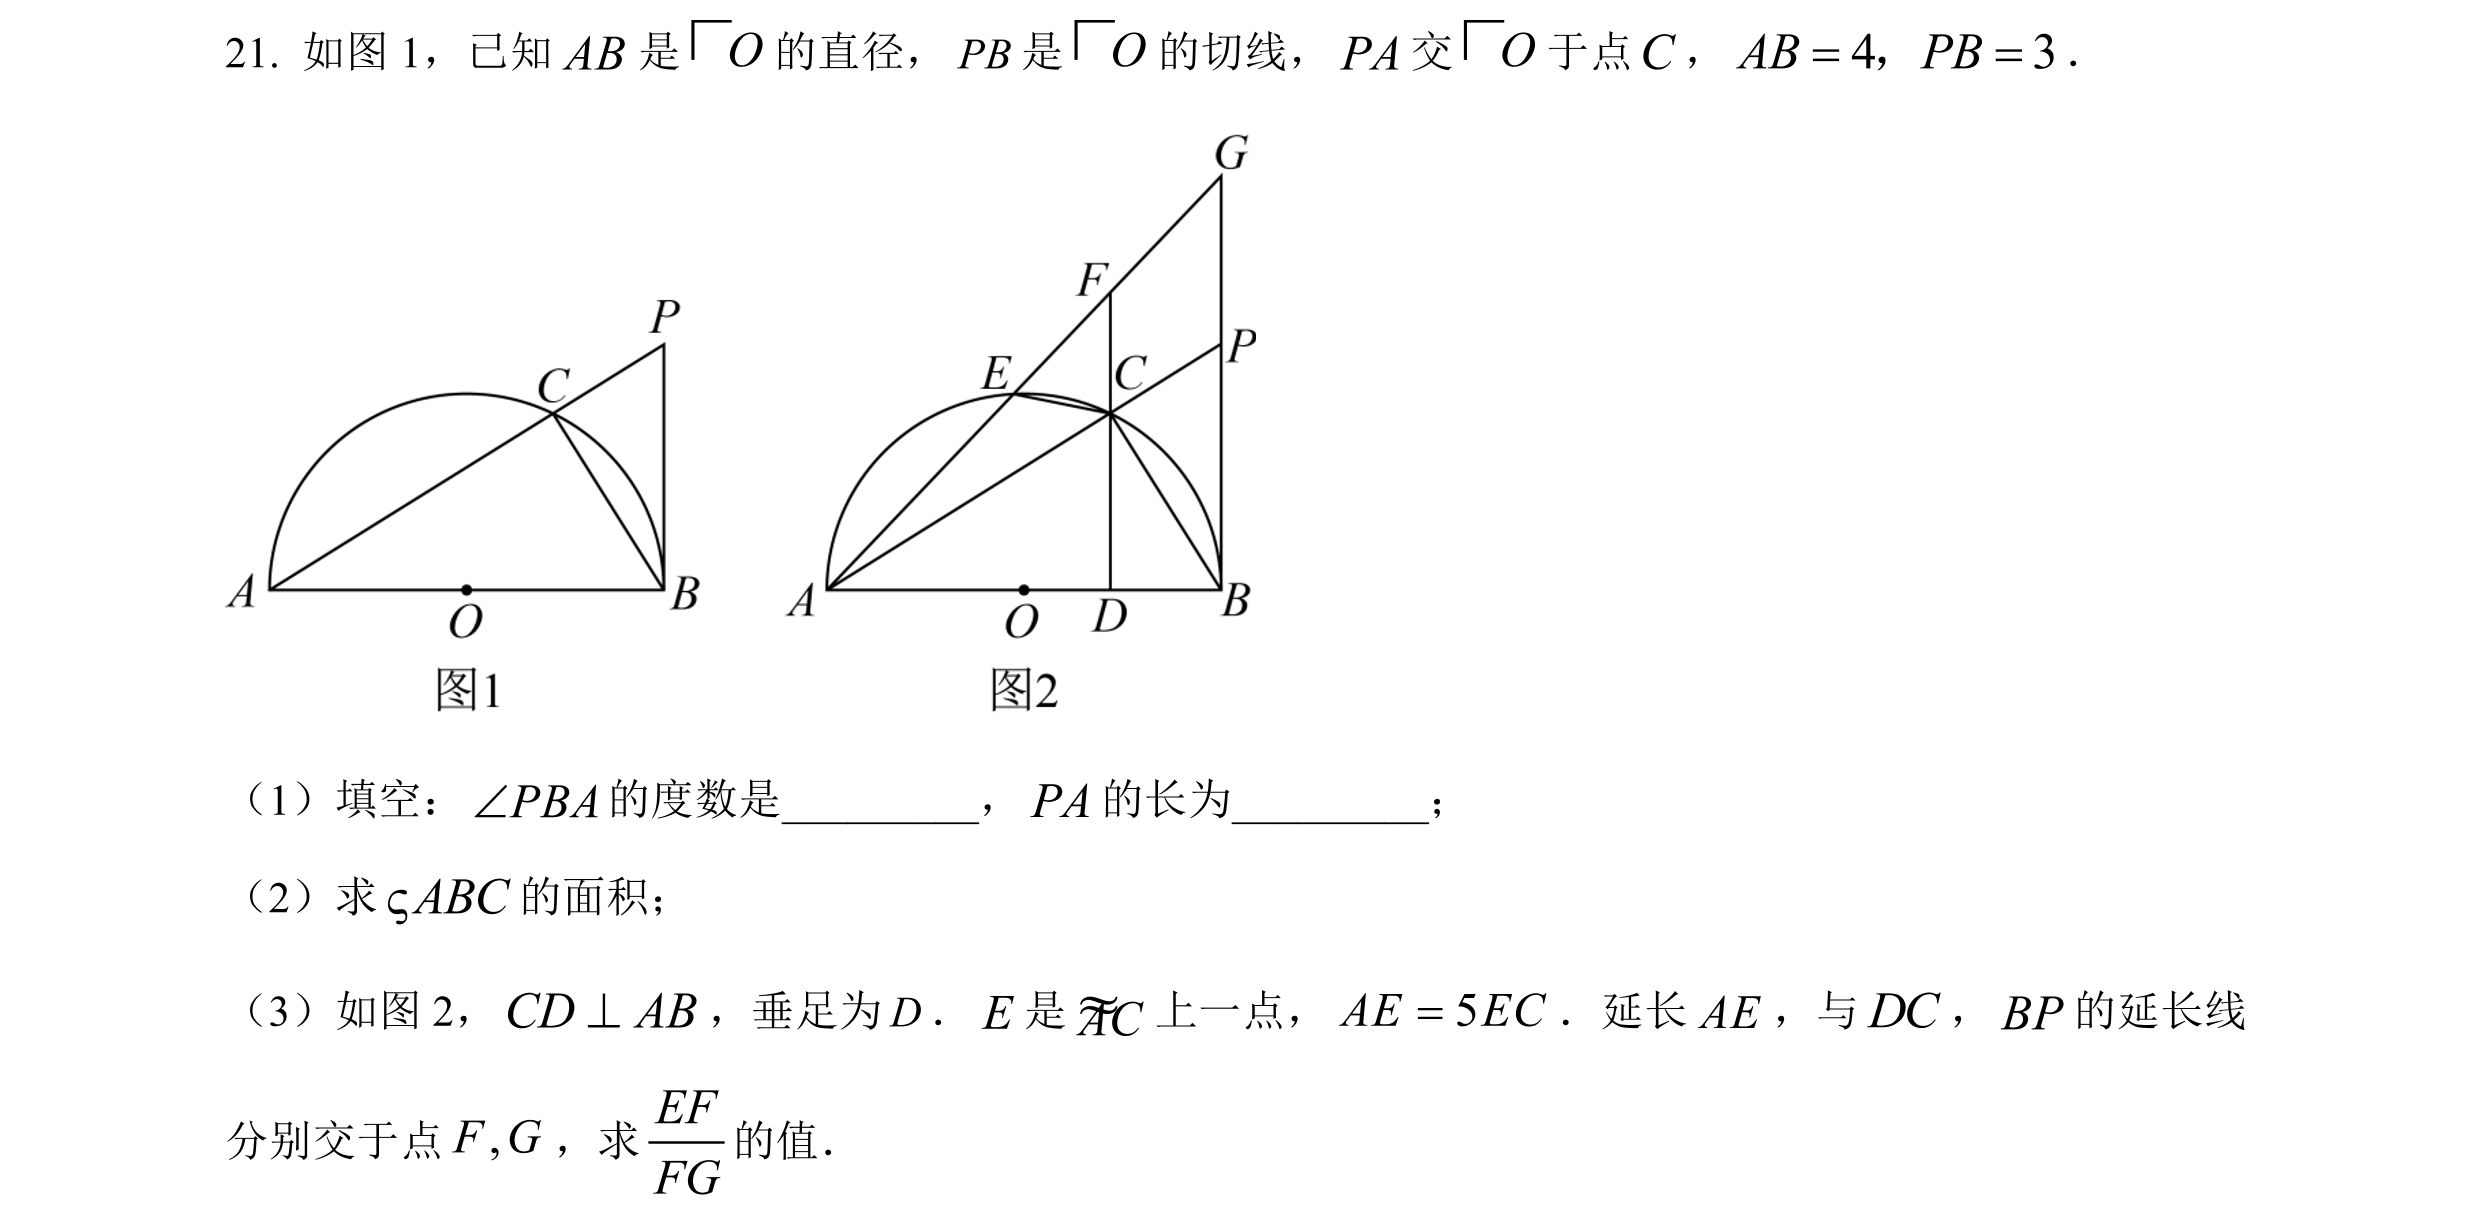 21. 如图 1，已知 AB 是 ⎾O 的直径， PB 是 ⎾O 的切线， PA 交 ⎾O 于点 C ， AB = 4，PB = 3 .
G
F
P
E
C
C
P
A
O
B
A
O
D
B
图1
图2
（1）填空： ∠PBA 的度数是_________， PA 的长为_________；
（2）求 ςABC 的面积；
（3）如图 2， CD ⊥ AB ，垂足为 D ．E 是 AC 上一点， AE = 5EC ．延长 AE ，与 DC ， BP 的延长线
分别交于点 F , G ，求 EF/FG 的值．